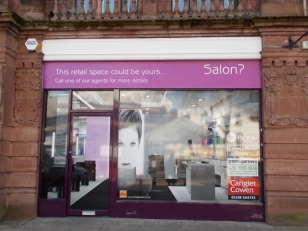 This retail space could be yours...
Call one of our agents for more details
Salon?
Carigiet
Cowen